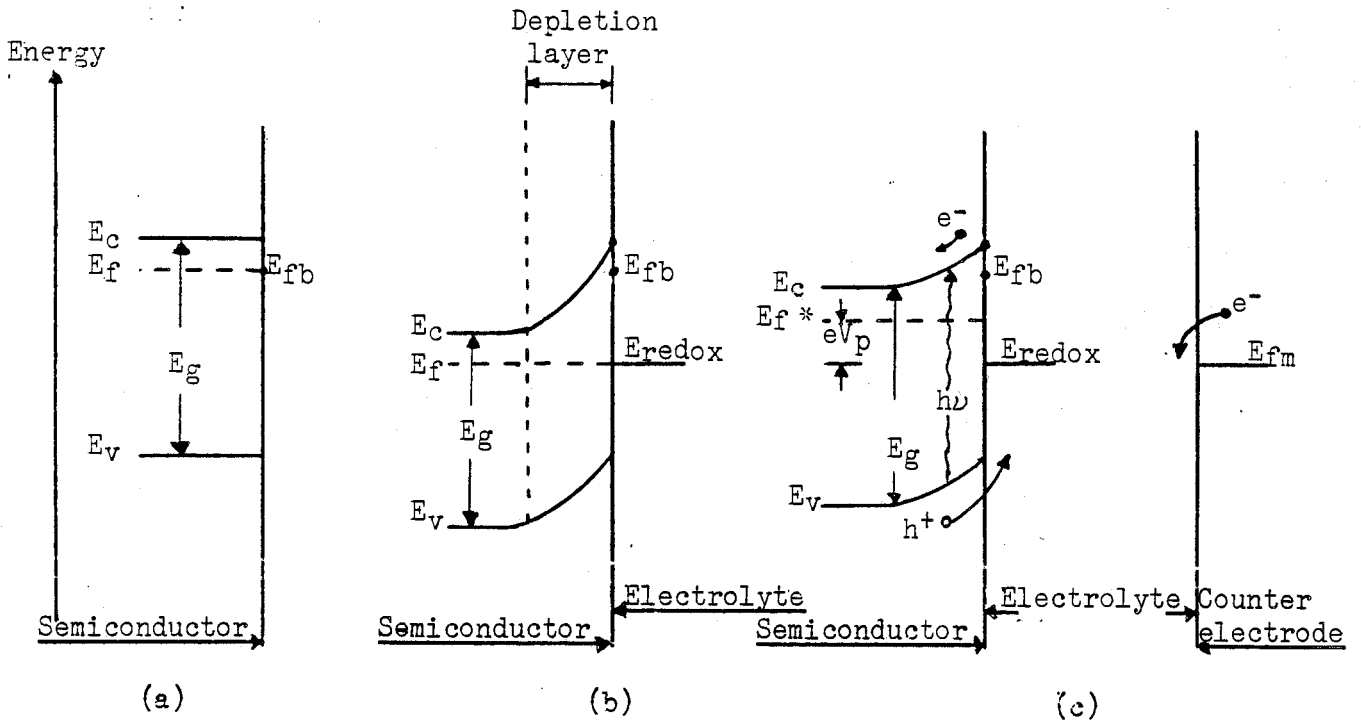 Energy
Depletion
layer
Ec
Ef
Efb
Eg
Ev
Semiconductor
(a)
Ec
Ef
Efb
Eredox
Eg
Ev
Electrolyte
Semiconductor
(b)
e-
Ec
Efb
Ef *
eVp
Eredox
hν
Eg
Ev
h+
e-
Efm
Electrolyte
Counter
electrode
Semiconductor
(c)